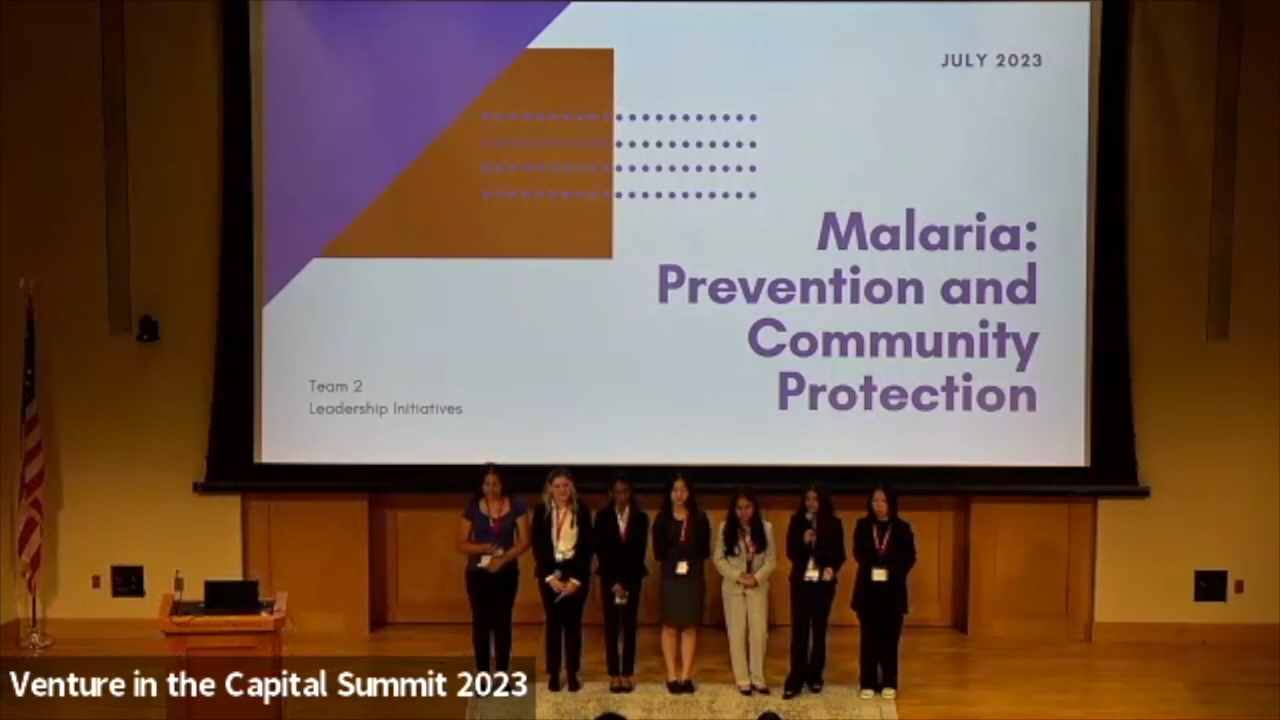 JULY 2023
Malaria:
Prevention and
Community
Protection
Team 2
Leadership Initiatives
Venture in the Capital Summit 2023